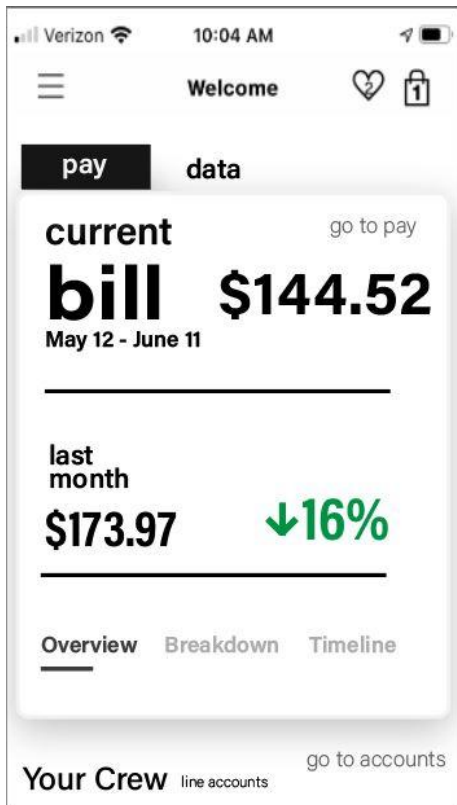 Verizon 10:04 AM
Welcome 2 1
pay data
current go to pay
bill $144.52
May 12 - June 11
last
month
$173.97 ↓16%
Overview Breakdown Timeline
Your Crew line accounts go to accounts